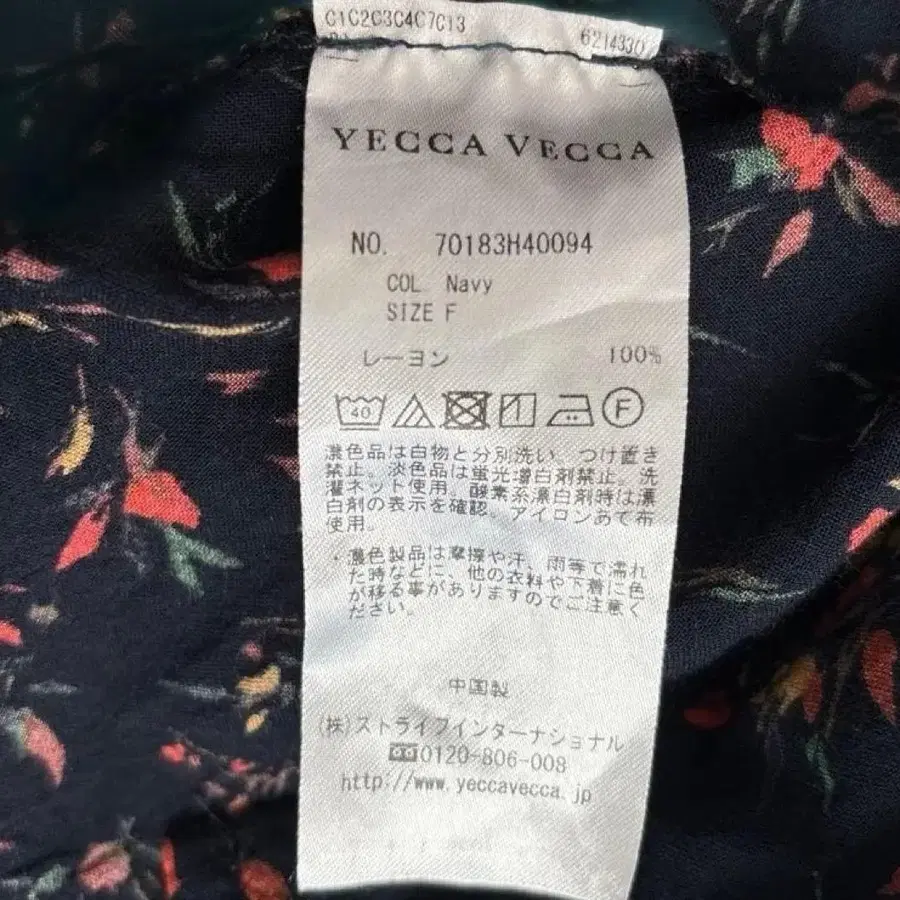 C1C2C3C4C7C13
6214330
YECCA VECCA
NO. 70183H40094
COL Navy
SIZE F
レーヨン 100%
40
F
濃色品は白物と分別洗い、つけ置き
禁止。淡色品は蛍光増白剤禁止。洗
濯ネット使用。酸素系漂白剤時は漂
白剤の表示を確認。アイロンあて布
使用。
・濃色製品は摩擦や汗、雨等で濡れ
た時などに、他の衣料や下着に色
が移る事がありますのでご注意く
ださい。
中国製
(株)ストライプインターナショナル
0120-806-008
http://www.yeccavecca.jp